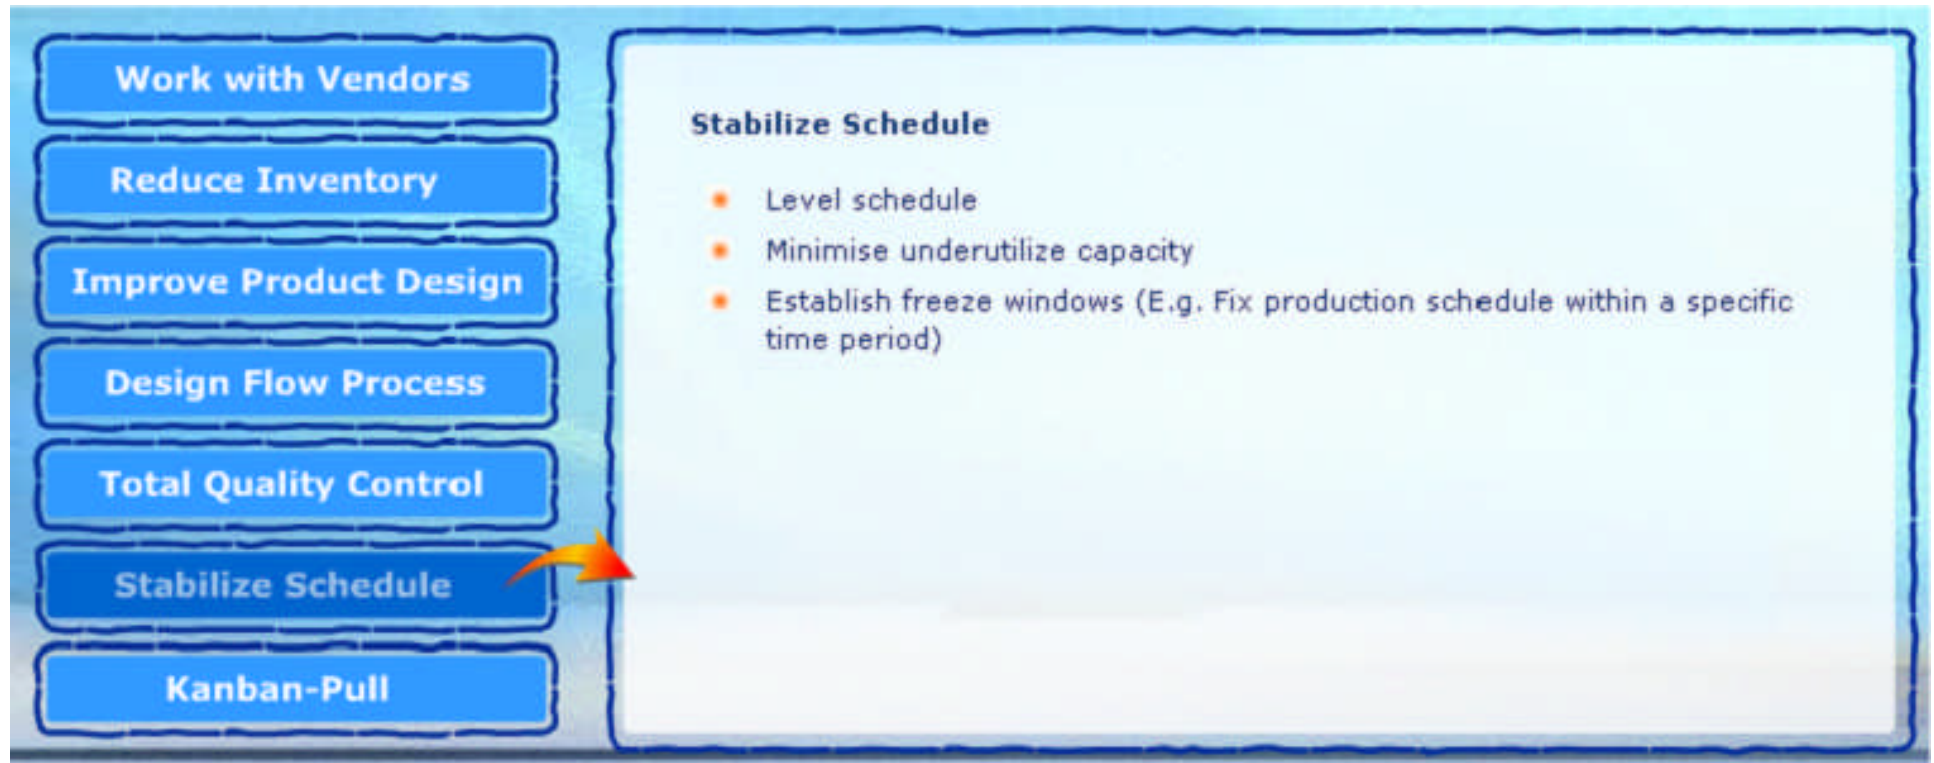 Work with Vendors
Reduce Inventory
Improve Product Design
Design Flow Process
Total Quality Control
Stabilize Schedule
Kanban-Pull
Stabilize Schedule
Level schedule
Minimise underutilize capacity
Establish freeze windows (E.g. Fix production schedule within a specific
time period)